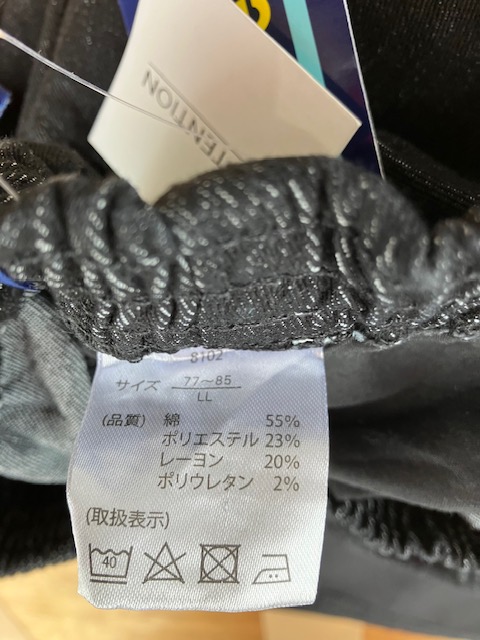 ATTENTION
8102
サイズ 77～85
LL
(品質) 綿 55%
ポリエステル 23%
レーヨン 20%
ポリウレタン 2%
(取扱表示)
40